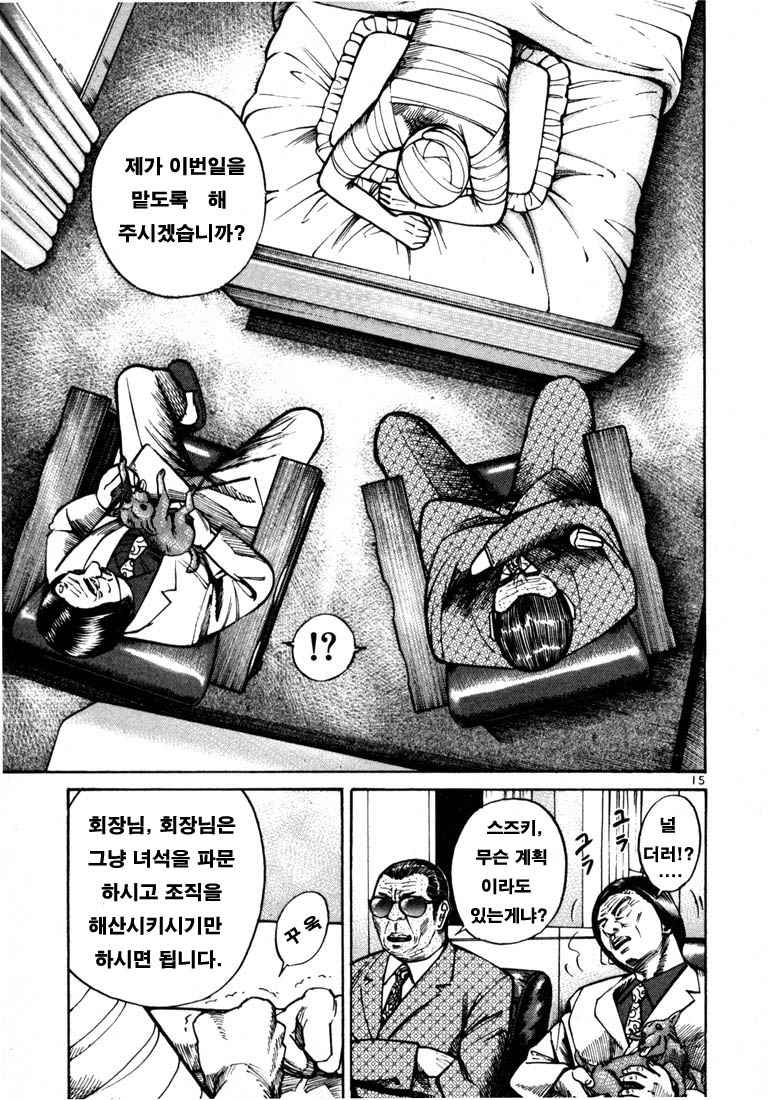 제가 이번일을
맡도록 해
주시겠습니까?
!?
15
널
더러!?
....
스즈키,
무슨 계획
이라도
있는게냐?
그그
그그
회장님, 회장님은
그냥 녀석을 파문
하시고 조직을
해산시키시기만
하시면 됩니다.
꾸욱